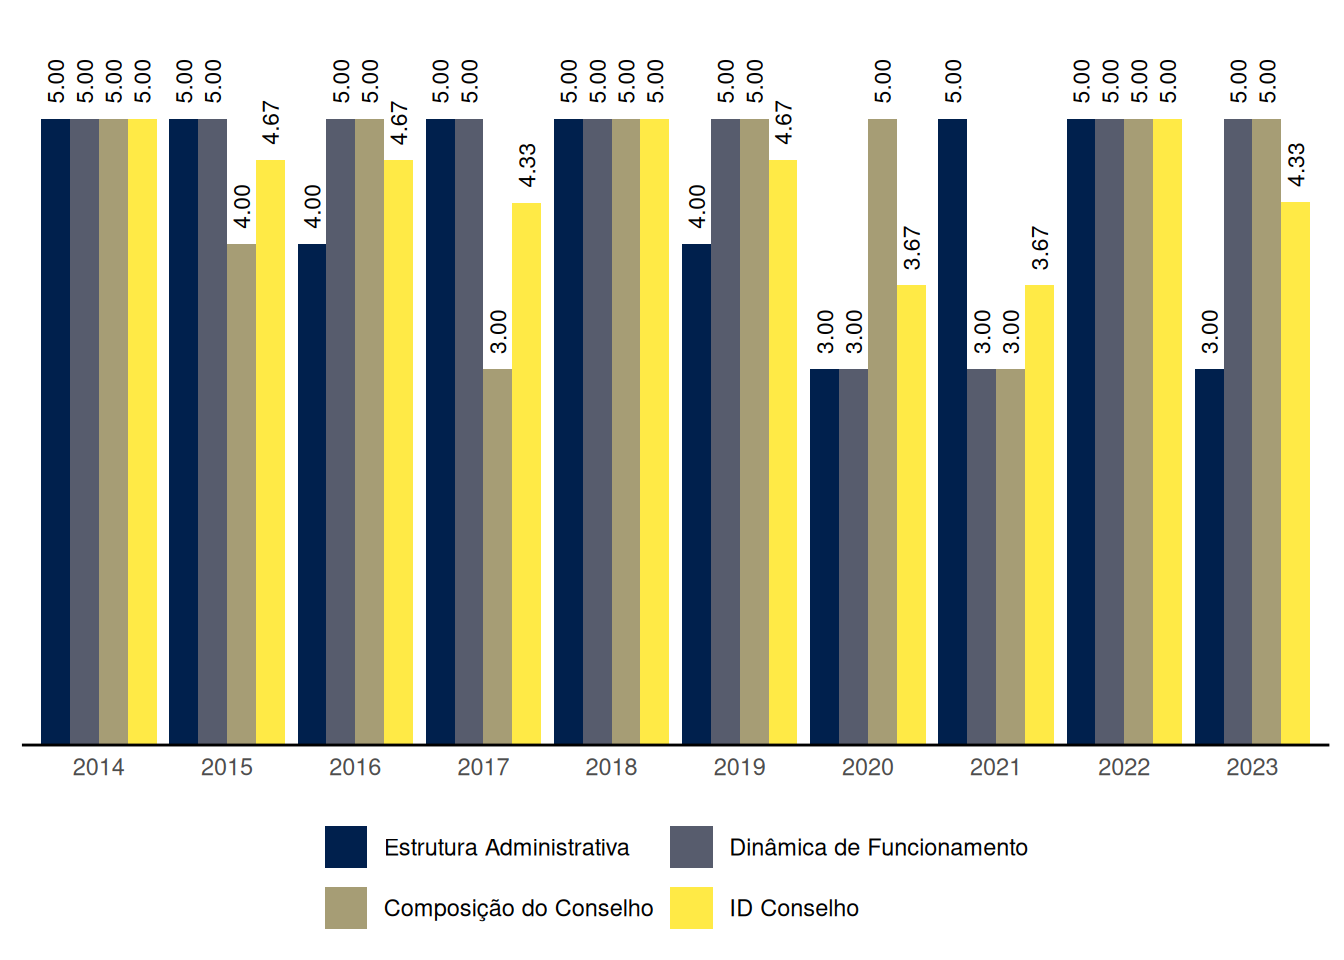 5.00 5.00 5.00 5.00 5.00 5.00 4.00 4.67 4.00 5.00 5.00 4.67 5.00 5.00 3.00 4.33 5.00 5.00 5.00 5.00 4.00 5.00 5.00 4.67 3.00 3.00 5.00 3.67 5.00 3.00 3.00 3.67 5.00 5.00 5.00 5.00 3.00 5.00 5.00 4.33
2014 2015 2016 2017 2018 2019 2020 2021 2022 2023
Estrutura Administrativa Dinâmica de Funcionamento
Composição do Conselho ID Conselho